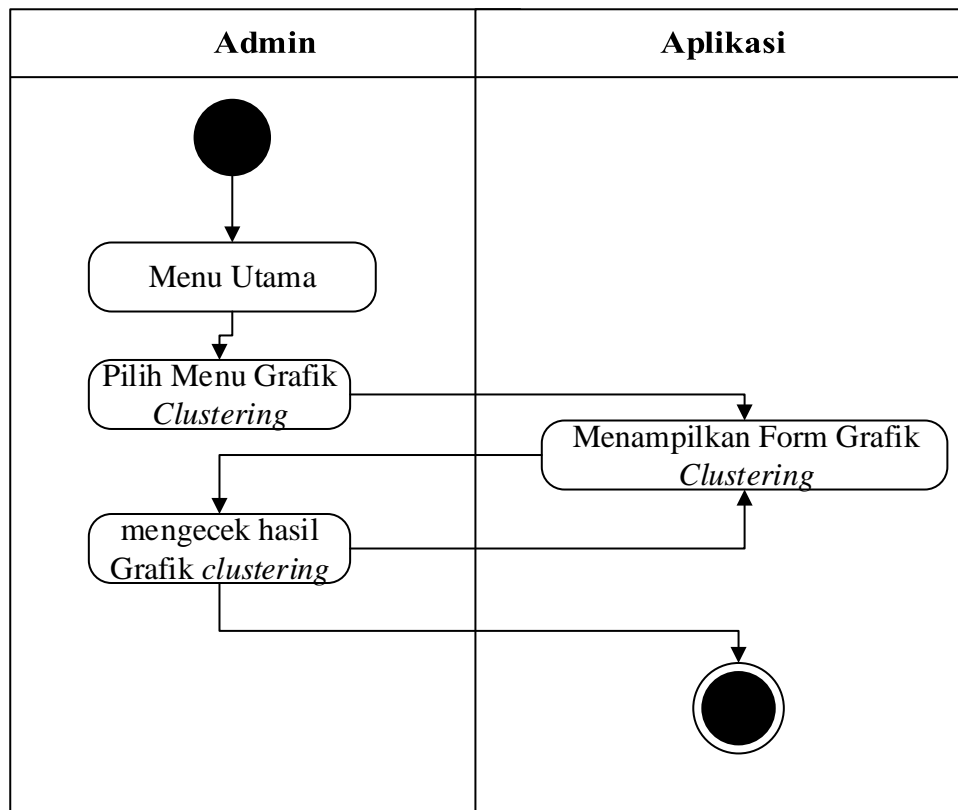 Admin
Aplikasi
Menu Utama
Pilih Menu Grafik
Clustering
Menampilkan Form Grafik
Clustering
mengecek hasil
Grafik clustering